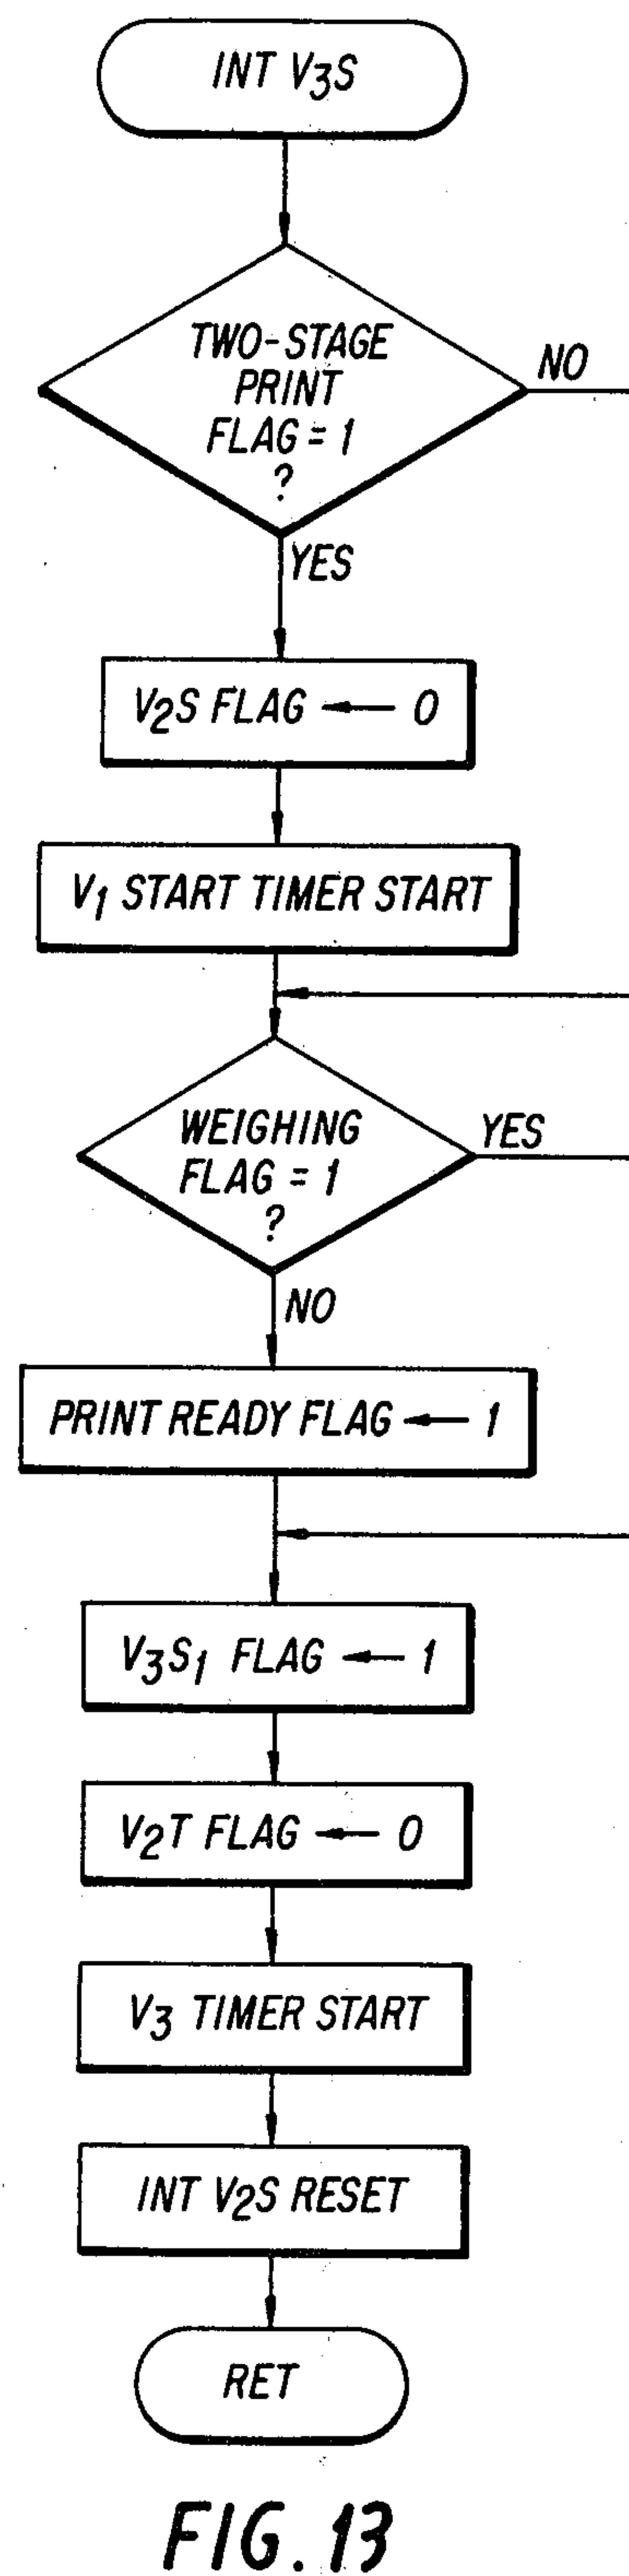 INT V₃S
TWO-STAGE
PRINT
FLAG = 1
?
NO
YES
V₂S FLAG ← 0
V₁ START TIMER START
WEIGHING
FLAG = 1
?
YES
NO
PRINT READY FLAG ← 1
V₃S₁ FLAG ← 1
V₂T FLAG ← 0
V₃ TIMER START
INT V₂S RESET
RET
FIG. 13